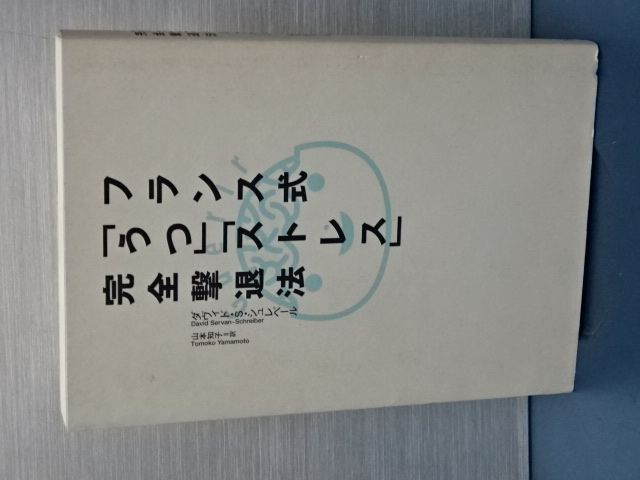 フランス式
「うつ」「ストレス」
完全撃退法
ダヴィド・S・シュレベール
David Servan-Schreiber
山本知子=訳
Tomoko Yamamoto